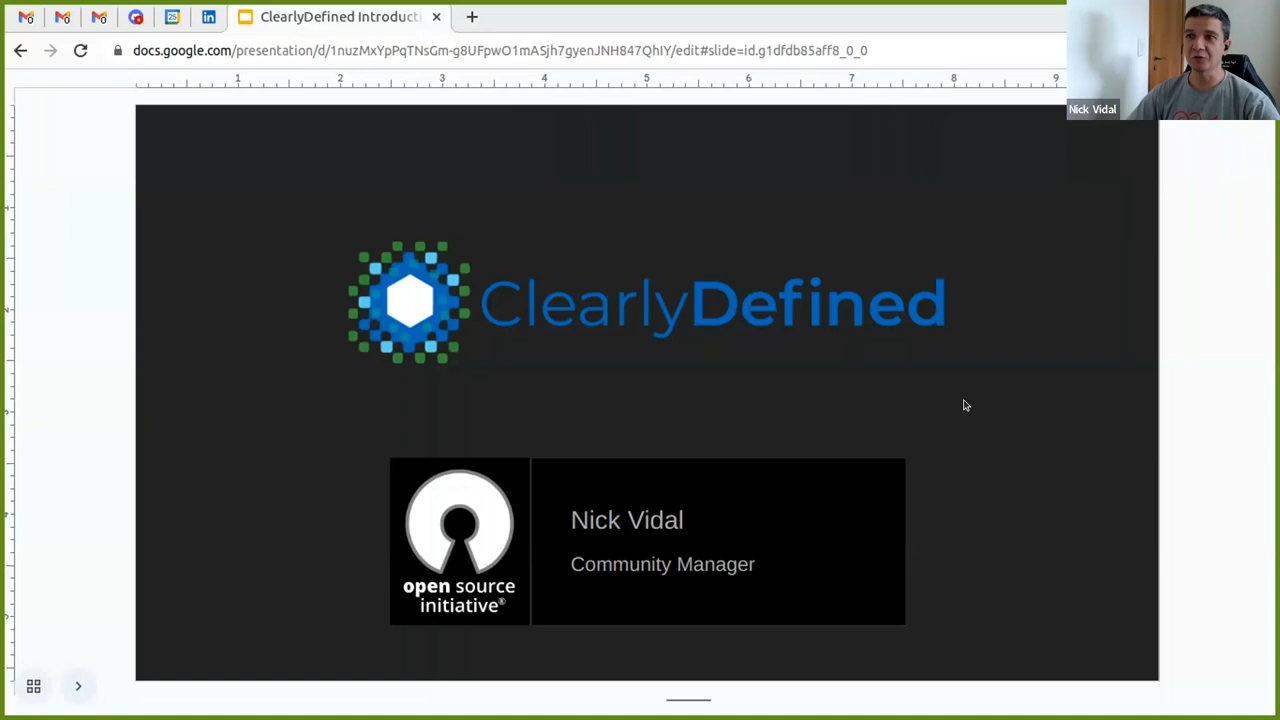 ClearlyDefined Introducti
docs.google.com/presentation/d/1nuzMxYpPqTNsGm-g8UFpwO1mASjh7gyenJNH847QhIY/edit#slide=id.g1dfdb85aff8_0_0
1 2 3 4 5 6 7 8 9
Nick Vidal
ClearlyDefined
Nick Vidal
Community Manager
open source
initiative®